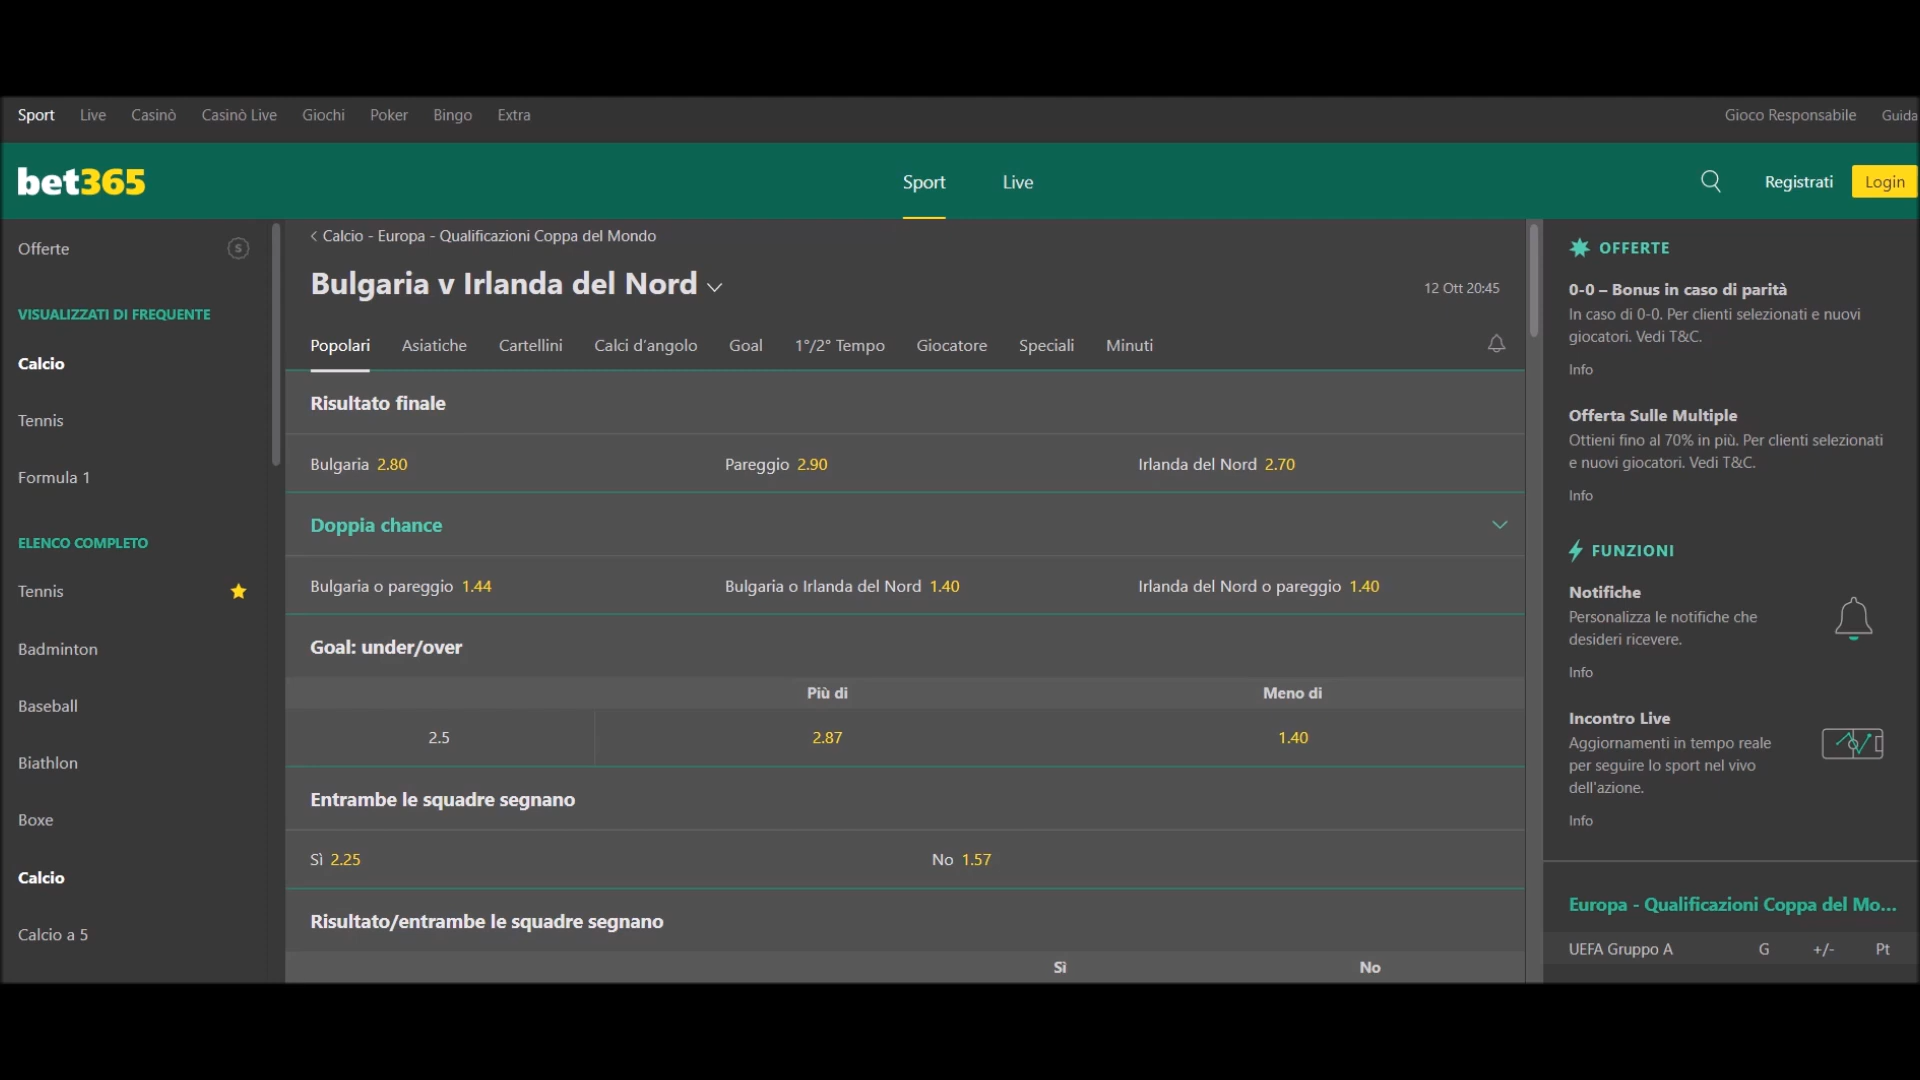 Sport Live Casinò Casinò Live Giochi Poker Bingo Extra Gioco Responsabile Guida
bet365 Sport Live Registrati Login
Offerte S
VISUALIZZATI DI FREQUENTE
Calcio
Tennis
Formula 1
ELENCO COMPLETO
Tennis
Badminton
Baseball
Biathlon
Boxe
Calcio
Calcio a 5
< Calcio - Europa - Qualificazioni Coppa del Mondo
Bulgaria v Irlanda del Nord
12 Ott 20:45
Popolari Asiatiche Cartellini Calci d'angolo Goal 1°/2° Tempo Giocatore Speciali Minuti
Risultato finale
Bulgaria 2.80 Pareggio 2.90 Irlanda del Nord 2.70
Doppia chance
Bulgaria o pareggio 1.44 Bulgaria o Irlanda del Nord 1.40 Irlanda del Nord o pareggio 1.40
Goal: under/over
Più di Meno di
2.5 2.87 1.40
Entrambe le squadre segnano
Sì 2.25 No 1.57
Risultato/entrambe le squadre segnano
Sì No
OFFERTE
0-0 – Bonus in caso di parità
In caso di 0-0. Per clienti selezionati e nuovi
giocatori. Vedi T&C.
Info
Offerta Sulle Multiple
Ottieni fino al 70% in più. Per clienti selezionati
e nuovi giocatori. Vedi T&C.
Info
FUNZIONI
Notifiche
Personalizza le notifiche che
desideri ricevere.
Info
Incontro Live
Aggiornamenti in tempo reale
per seguire lo sport nel vivo
dell'azione.
Info
Europa - Qualificazioni Coppa del Mo...
UEFA Gruppo A G +/- Pt